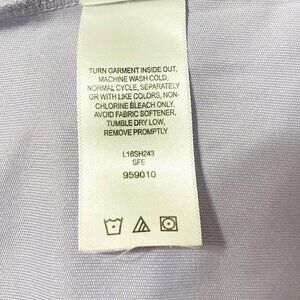 TURN GARMENT INSIDE OUT,
MACHINE WASH COLD,
NORMAL CYCLE, SEPARATELY
OR WITH LIKE COLORS, NON-
CHLORINE BLEACH ONLY.
AVOID FABRIC SOFTENER.
TUMBLE DRY LOW,
REMOVE PROMPTLY
L16SH243
SFE
959010